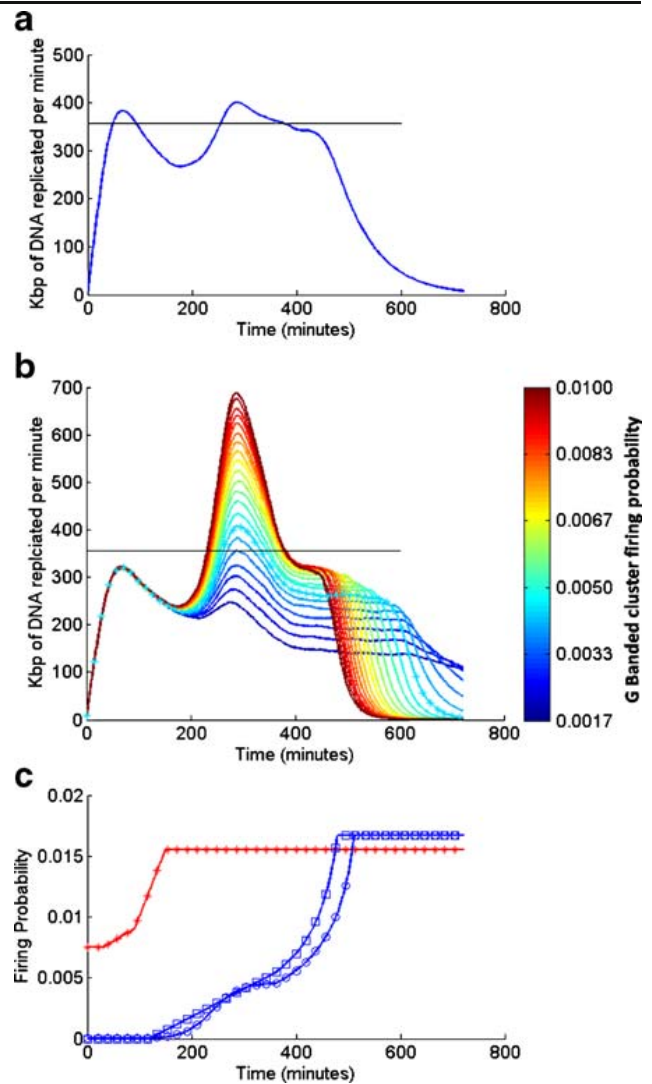 a
500
400
300
200
100
0
Kbp of DNA replicated per minute
0 200 400 600 800
Time (minutes)
b
700
600
500
400
300
200
100
0
Kbp of DNA replciated per minute
0 200 400 600 800
Time (minutes)
0.0100
0.0083
0.0067
0.0050
0.0033
0.0017
G Banded cluster firing probability
c
0.02
0.015
0.01
0.005
0
Firing Probability
0 200 400 600 800
Time (minutes)